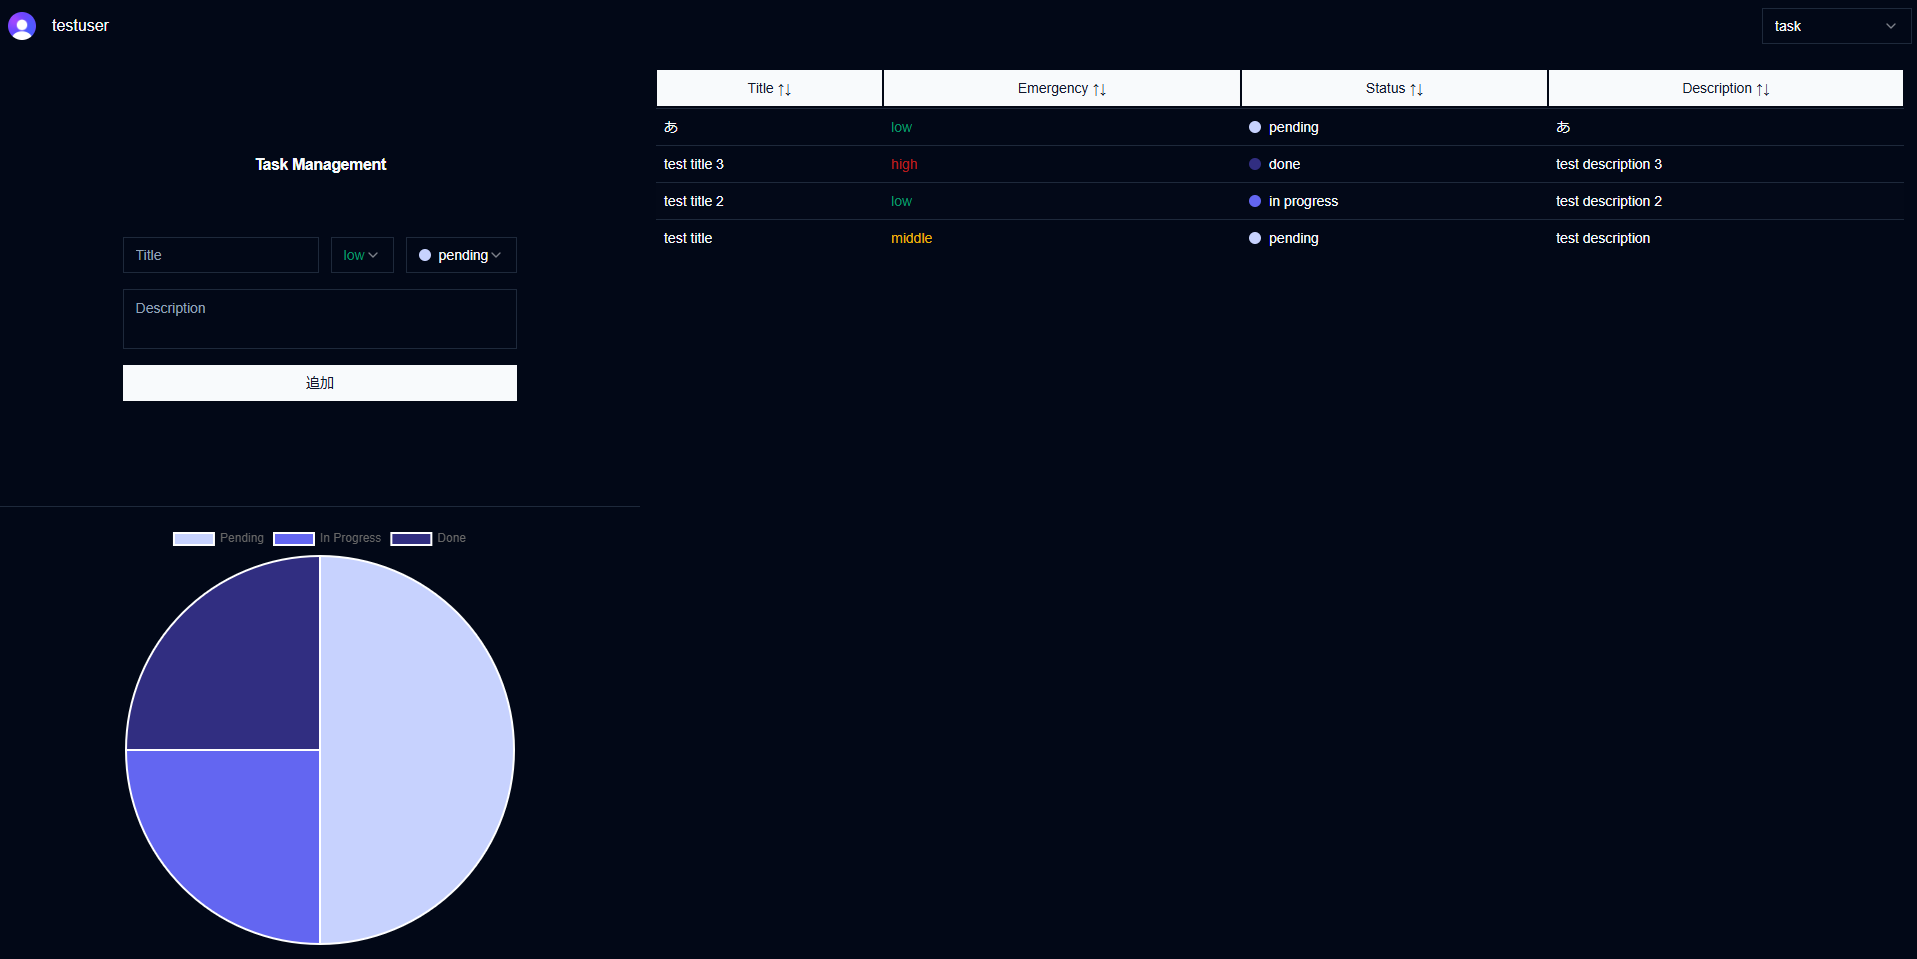 testuser
task
Task Management
Title
low
pending
Description
追加
Pending In Progress Done
Title ↑↓ Emergency ↑↓ Status ↑↓ Description ↑↓
あ low pending あ
test title 3 high done test description 3
test title 2 low in progress test description 2
test title middle pending test description